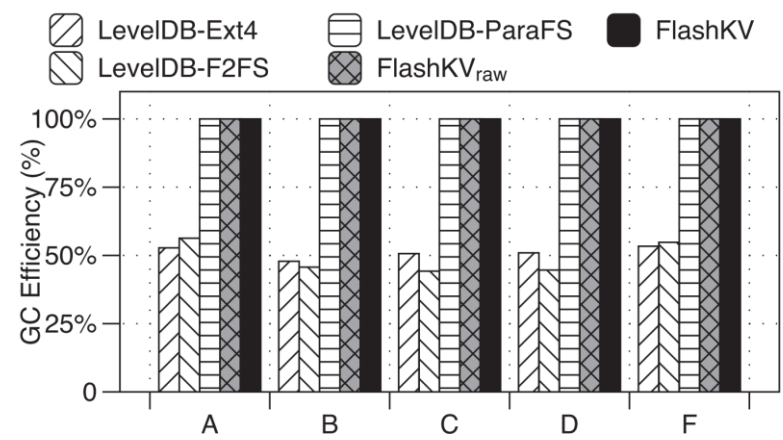 LevelDB-Ext4 LevelDB-ParaFS FlashKV
LevelDB-F2FS FlashKVraw
GC Efficiency (%)
100%
75%
50%
25%
0
A B C D F